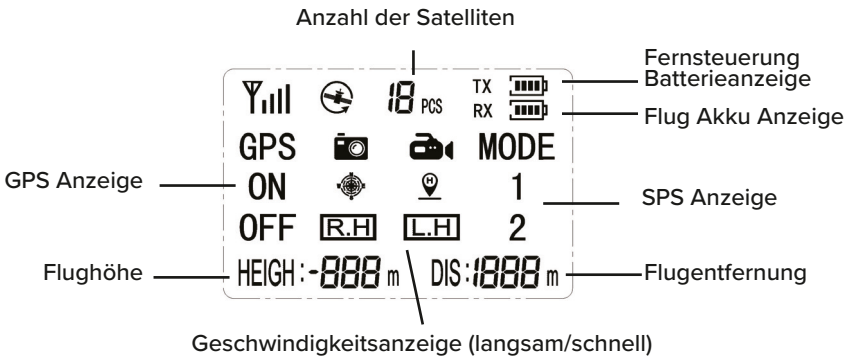 Anzahl der Satelliten
Fernsteuerung
Batterieanzeige
18 PCS TX
RX
Flug Akku Anzeige
GPS MODE
GPS Anzeige
ON 1
SPS Anzeige
OFF R.H L.H 2
Flughöhe
HEIGH:-888 m DIS:1888 m
Flugentfernung
Geschwindigkeitsanzeige (langsam/schnell)